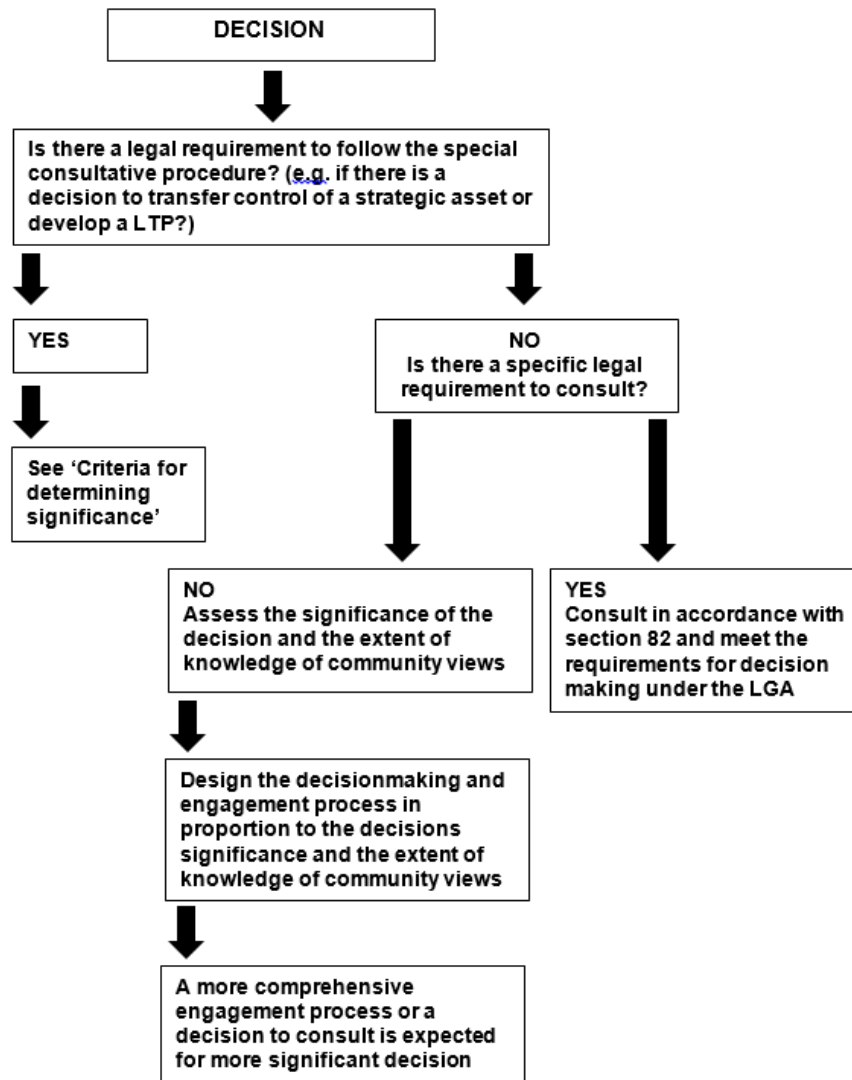 DECISION
Is there a legal requirement to follow the special
consultative procedure? (e.g. if there is a
decision to transfer control of a strategic asset or
develop a LTP?)
YES
NO
Is there a specific legal
requirement to consult?
See ‘Criteria for
determining
significance’
NO
Assess the significance of the
decision and the extent of
knowledge of community views
YES
Consult in accordance with
section 82 and meet the
requirements for decision
making under the LGA
Design the decisionmaking and
engagement process in
proportion to the decisions
significance and the extent of
knowledge of community views
A more comprehensive
engagement process or a
decision to consult is expected
for more significant decision